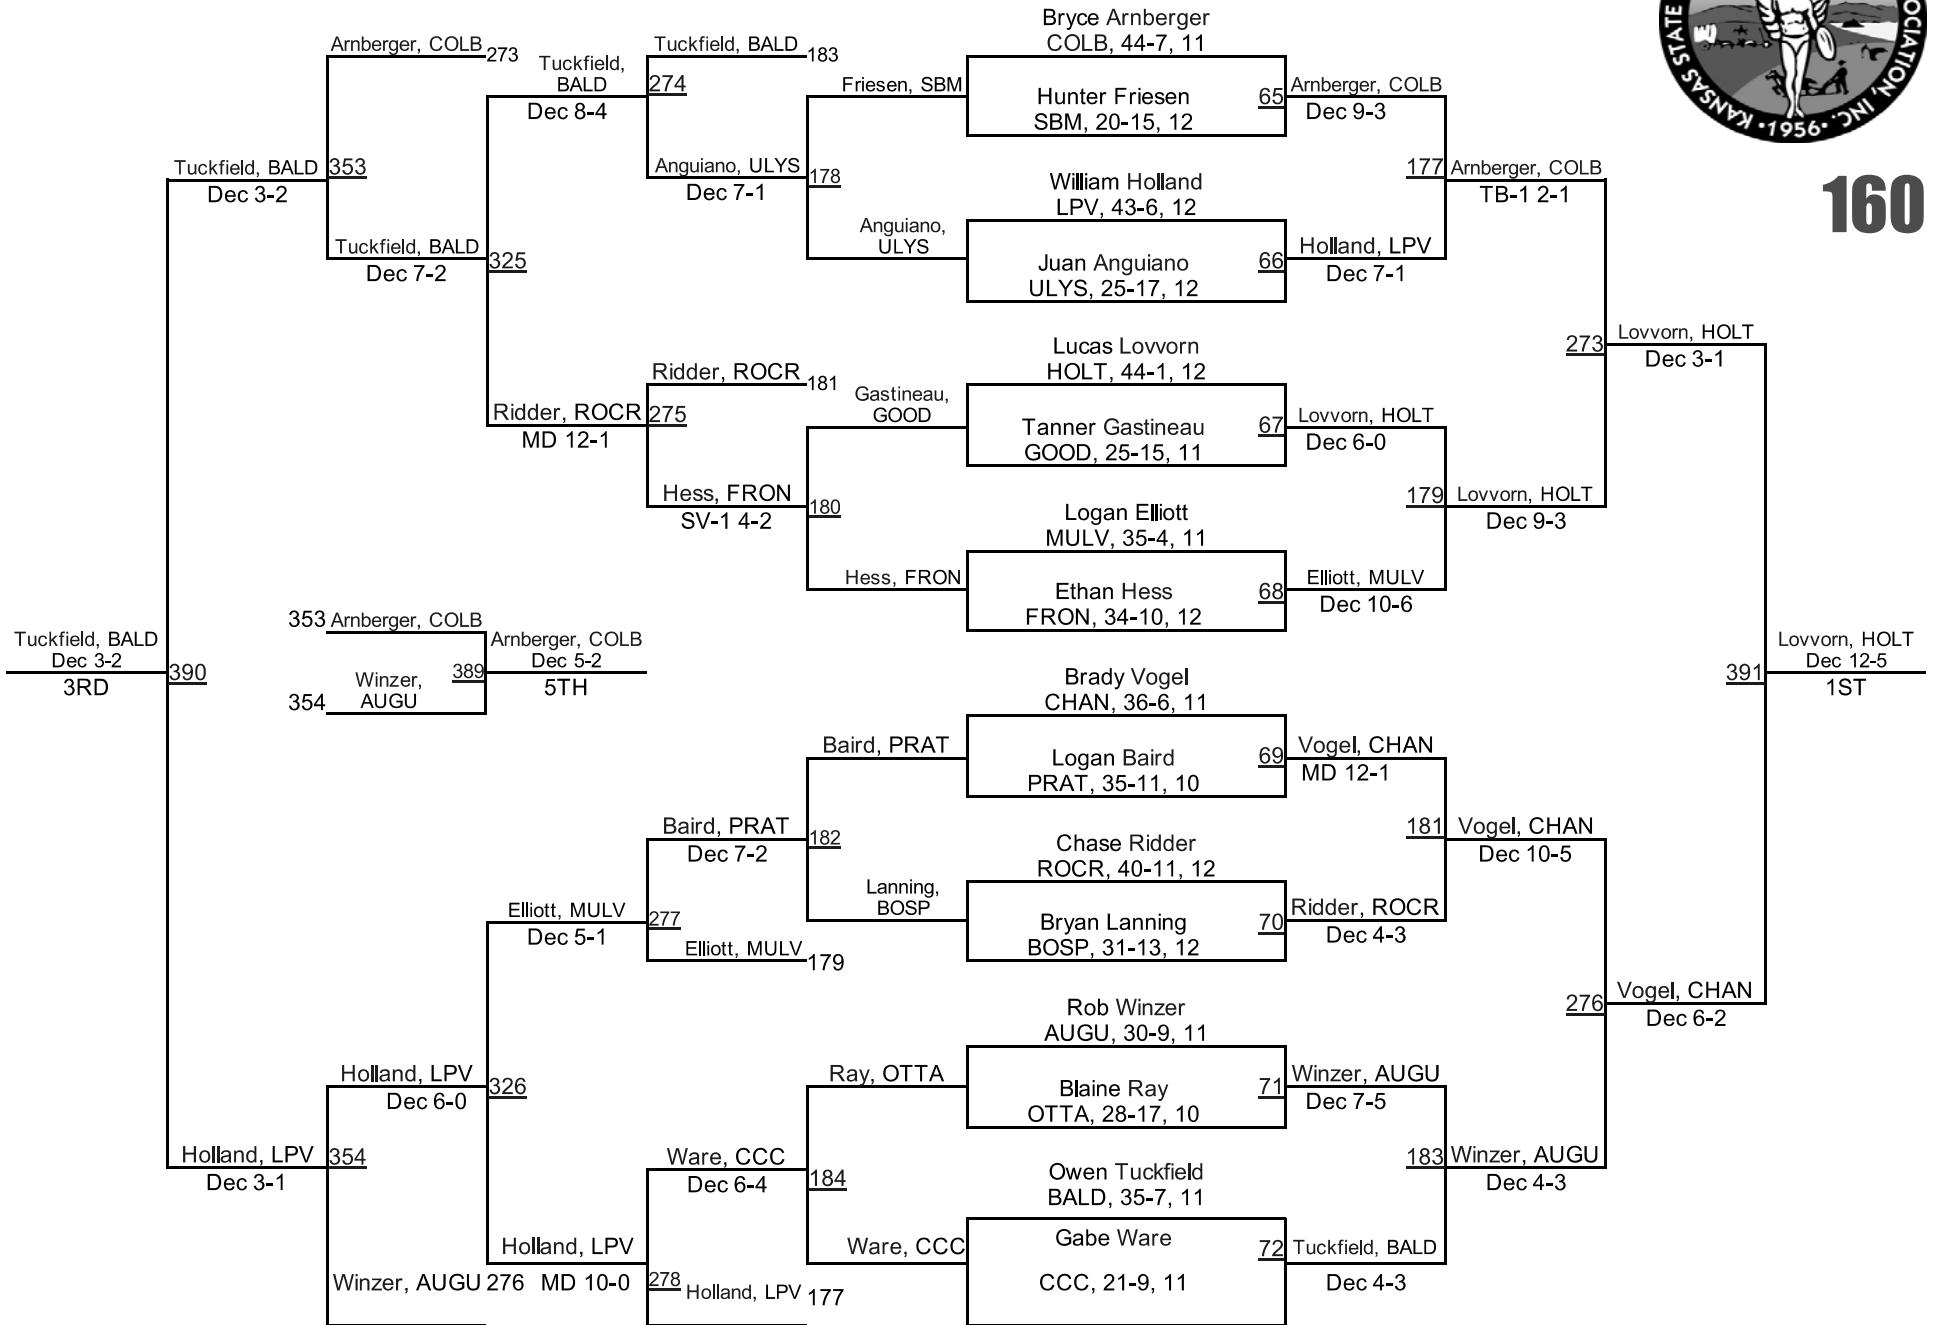 Arnberger, COLB
273
Tuckfield, BALD
183
Bryce Arnberger
COLB, 44-7, 11
KANSAS STATE
OCIATION, INC.
•1956•
160
Tuckfield,
BALD
274
Dec 8-4
Friesen, SBM
Hunter Friesen
SBM, 20-15, 12
65
Arnberger, COLB
Dec 9-3
Tuckfield, BALD
353
Dec 3-2
Anguiano, ULYS
178
Dec 7-1
William Holland
LPV, 43-6, 12
177
Arnberger, COLB
TB-1 2-1
Tuckfield, BALD
325
Dec 7-2
Anguiano,
ULYS
Juan Anguiano
ULYS, 25-17, 12
66
Holland, LPV
Dec 7-1
Ridder, ROCR
181
Lucas Lovvorn
HOLT, 44-1, 12
273
Lovvorn, HOLT
Dec 3-1
Ridder, ROCR
275
MD 12-1
Gastineau,
GOOD
Tanner Gastineau
GOOD, 25-15, 11
67
Lovvorn, HOLT
Dec 6-0
Hess, FRON
180
SV-1 4-2
Logan Elliott
MULV, 35-4, 11
179
Lovvorn, HOLT
Dec 9-3
Hess, FRON
Ethan Hess
FRON, 34-10, 12
68
Elliott, MULV
Dec 10-6
Tuckfield, BALD
Dec 3-2
3RD
390
353
Arnberger, COLB
354
Winzer,
AUGU
389
Arnberger, COLB
Dec 5-2
5TH
Brady Vogel
CHAN, 36-6, 11
391
Lovvorn, HOLT
Dec 12-5
1ST
Baird, PRAT
Logan Baird
PRAT, 35-11, 10
69
Vogel, CHAN
MD 12-1
Baird, PRAT
182
Dec 7-2
Chase Ridder
ROCR, 40-11, 12
181
Vogel, CHAN
Dec 10-5
Elliott, MULV
277
Dec 5-1
Lanning,
BOSP
Bryan Lanning
BOSP, 31-13, 12
70
Ridder, ROCR
Dec 4-3
Elliott, MULV
179
Rob Winzer
AUGU, 30-9, 11
276
Vogel, CHAN
Dec 6-2
Holland, LPV
326
Dec 6-0
Ray, OTTA
Blaine Ray
OTTA, 28-17, 10
71
Winzer, AUGU
Dec 7-5
Holland, LPV
354
Dec 3-1
Ware, CCC
184
Dec 6-4
Owen Tuckfield
BALD, 35-7, 11
183
Winzer, AUGU
Dec 4-3
Holland, LPV
278
MD 10-0
Ware, CCC
Gabe Ware
CCC, 21-9, 11
72
Tuckfield, BALD
Dec 4-3
Winzer, AUGU
276
Holland, LPV
177